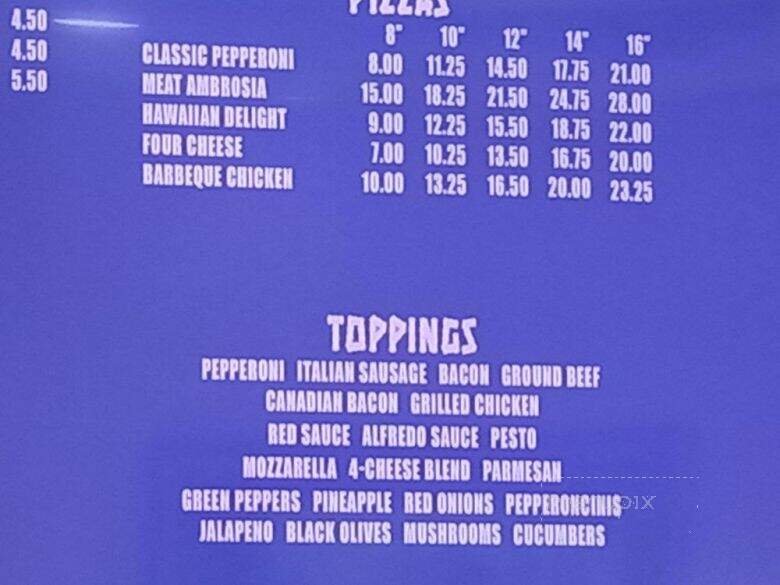 PIZZAS
8" 10" 12" 14" 16"
4.50
CLASSIC PEPPERONI 8.00 11.25 14.50 17.75 21.00
4.50
MEAT AMBROSIA 15.00 18.25 21.50 24.75 28.00
5.50
HAWAIIAN DELIGHT 9.00 12.25 15.50 18.75 22.00
FOUR CHEESE 7.00 10.25 13.50 16.75 20.00
BARBEQUE CHICKEN 10.00 13.25 16.50 20.00 23.25
TOPPINGS
PEPPERONI ITALIAN SAUSAGE BACON GROUND BEEF
CANADIAN BACON GRILLED CHICKEN
RED SAUCE ALFREDO SAUCE PESTO
MOZZARELLA 4-CHEESE BLEND PARMESAN
GREEN PEPPERS PINEAPPLE RED ONIONS PEPPERONCINIS
JALAPENO BLACK OLIVES MUSHROOMS CUCUMBERS